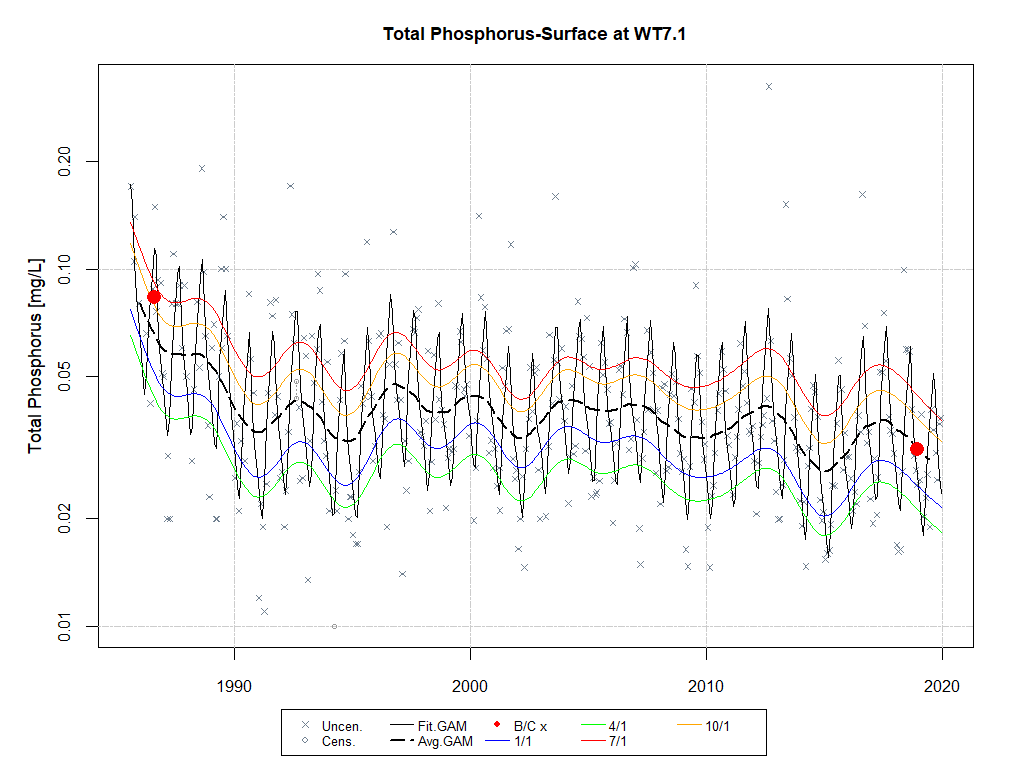 Total Phosphorus-Surface at WT7.1
Total Phosphorus [mg/L]
0.20
0.10
0.05
0.02
0.01
1990 2000 2010 2020
Uncen. Fit.GAM B/C x 4/1 10/1
Cens. Avg.GAM 1/1 7/1